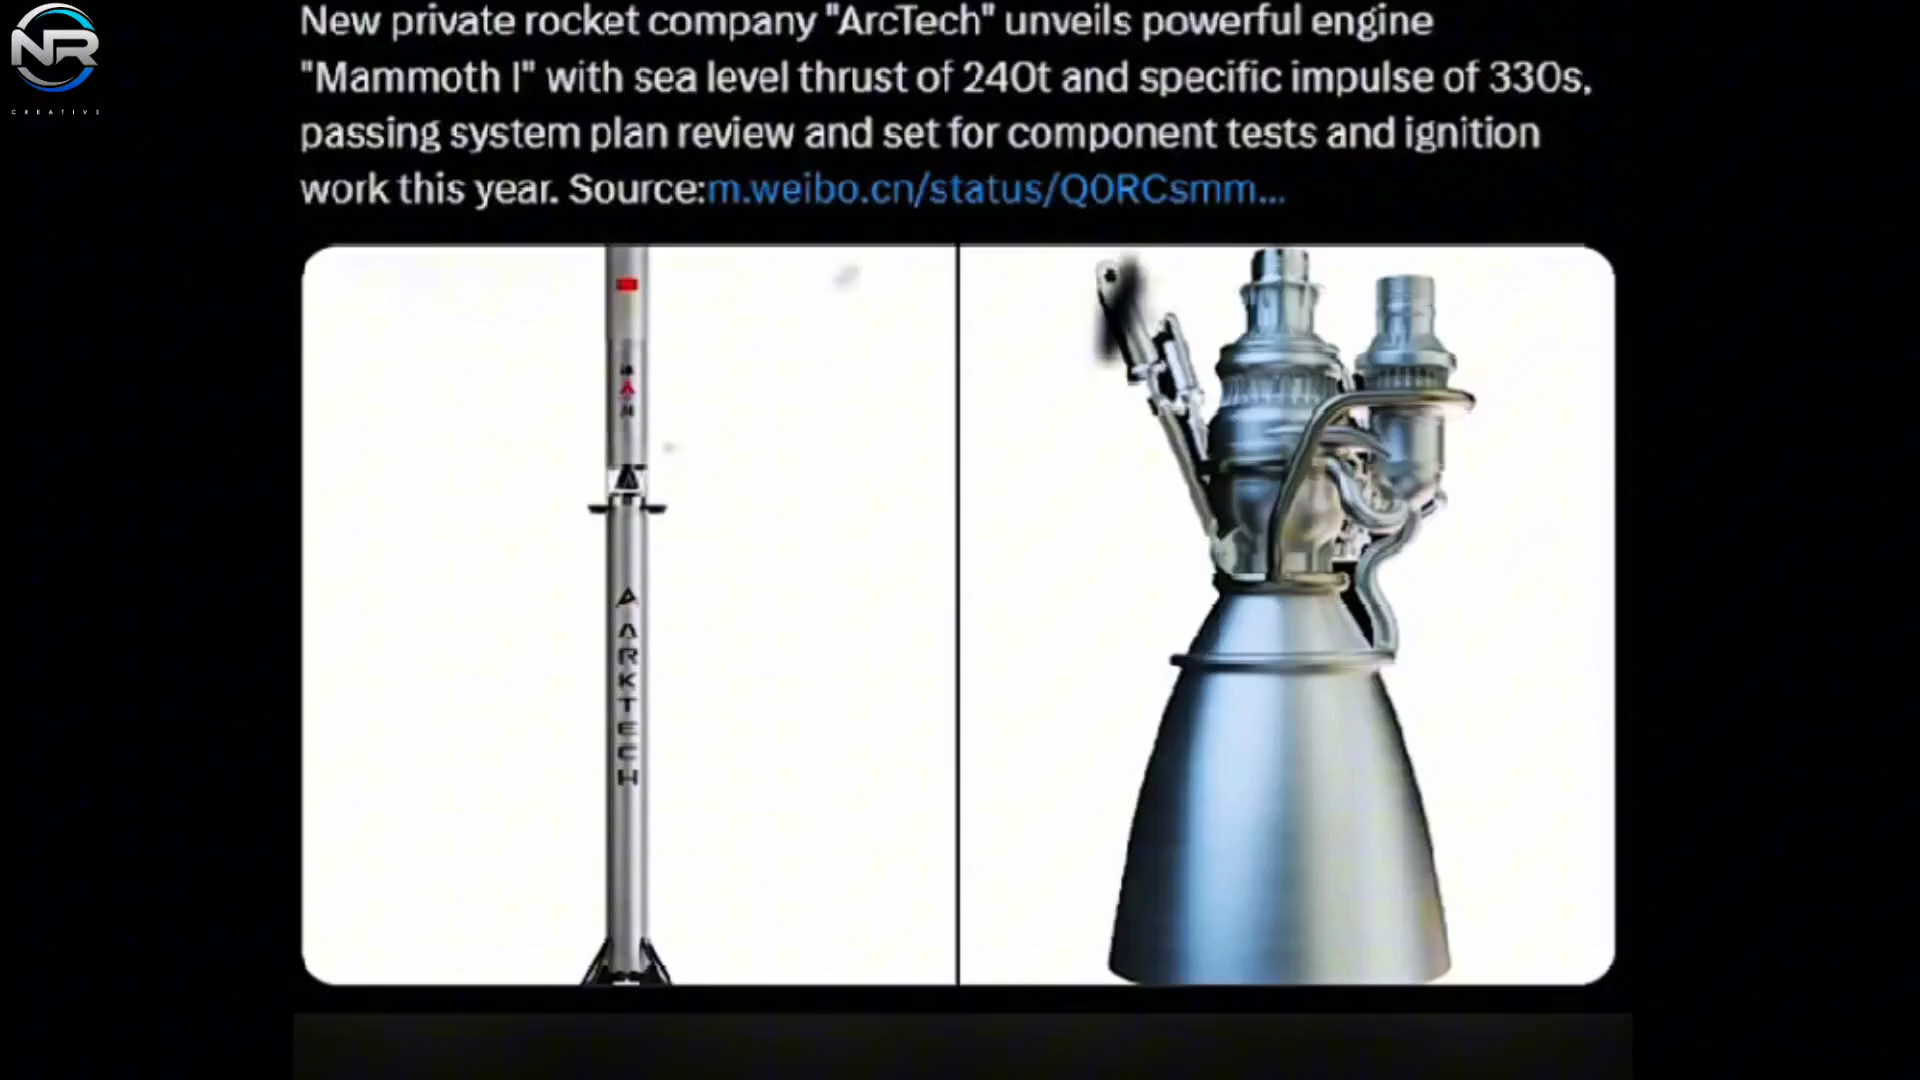 NR
CREATIVE
New private rocket company "ArcTech" unveils powerful engine
"Mammoth I" with sea level thrust of 240t and specific impulse of 330s,
passing system plan review and set for component tests and ignition
work this year. Source:m.weibo.cn/status/Q0RCsmm...
ARKTECH